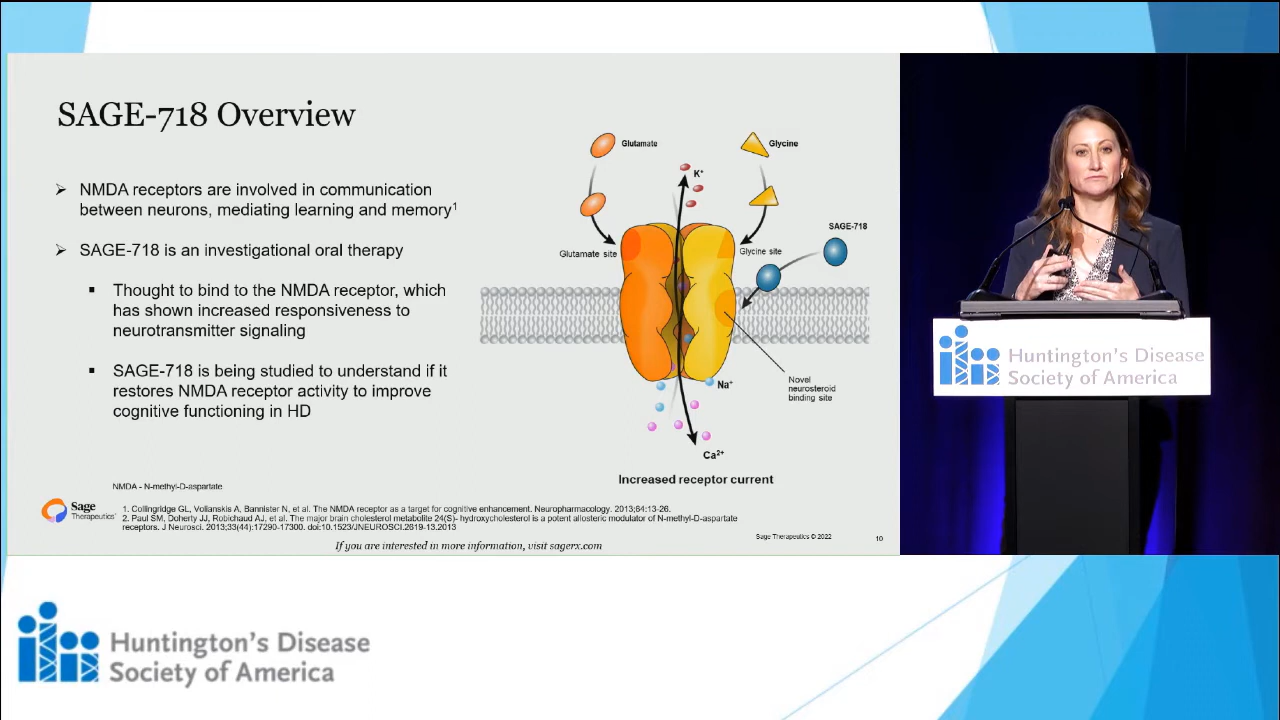 SAGE-718 Overview
NMDA receptors are involved in communication
between neurons, mediating learning and memory¹
SAGE-718 is an investigational oral therapy
Thought to bind to the NMDA receptor, which
has shown increased responsiveness to
neurotransmitter signaling
SAGE-718 is being studied to understand if it
restores NMDA receptor activity to improve
cognitive functioning in HD
Glutamate
Glycine
K⁺
SAGE-718
Glutamate site
Glycine site
Na⁺
Novel
neurosteroid
binding site
Ca²⁺
Increased receptor current
NMDA - N-methyl-D-aspartate
Sage
Therapeutics
1. Collingridge GL, Volianskis A, Bannister N, et al. The NMDA receptor as a target for cognitive enhancement. Neuropharmacology. 2013;64:13-26.
2. Paul SM, Doherty JJ, Robichaud AJ, et al. The major brain cholesterol metabolite 24(S)- hydroxycholesterol is a potent allosteric modulator of N-methyl-D-aspartate
receptors. J Neurosci. 2013;33(44):17290-17300. doi:10.1523/JNEUROSCI.2619-13.2013
Sage Therapeutics © 2022
10
If you are interested in more information, visit sagerx.com
Huntington's Disease
Society of America
Huntington's Disease
Society of America